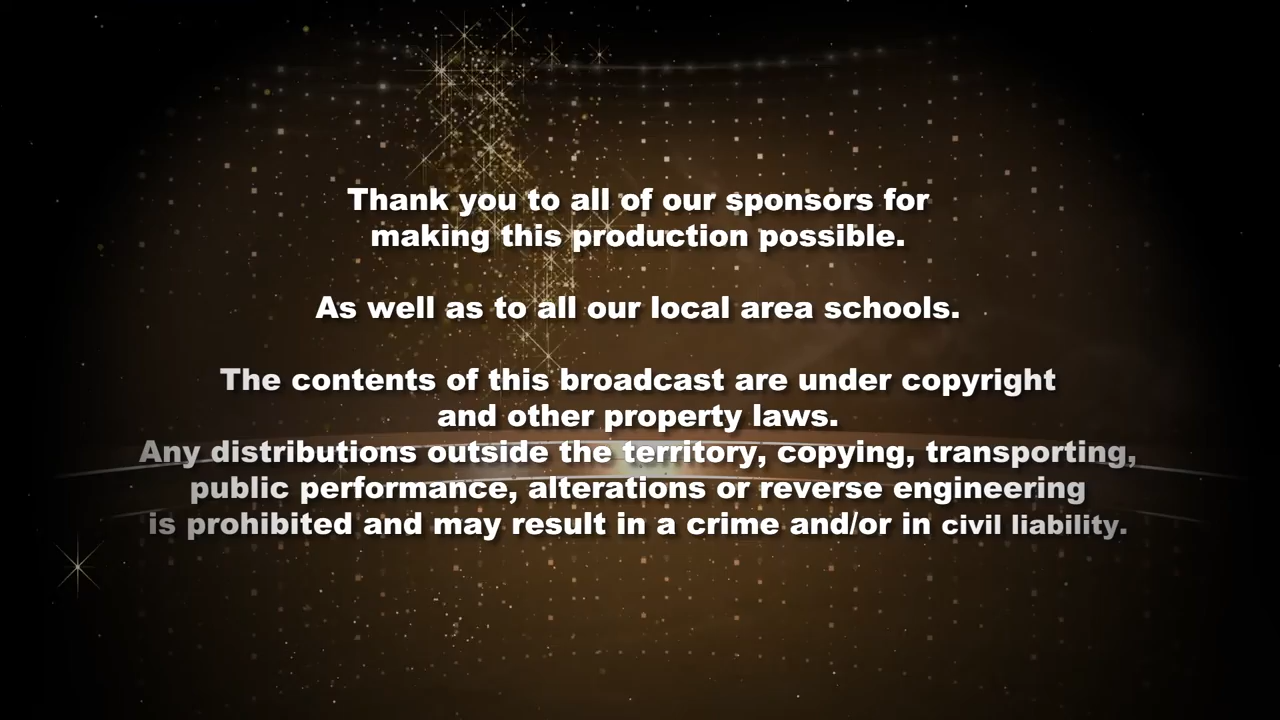 Thank you to all of our sponsors for
making this production possible.
As well as to all our local area schools.
The contents of this broadcast are under copyright
and other property laws.
Any distributions outside the territory, copying, transporting,
public performance, alterations or reverse engineering
is prohibited and may result in a crime and/or in civil liability.